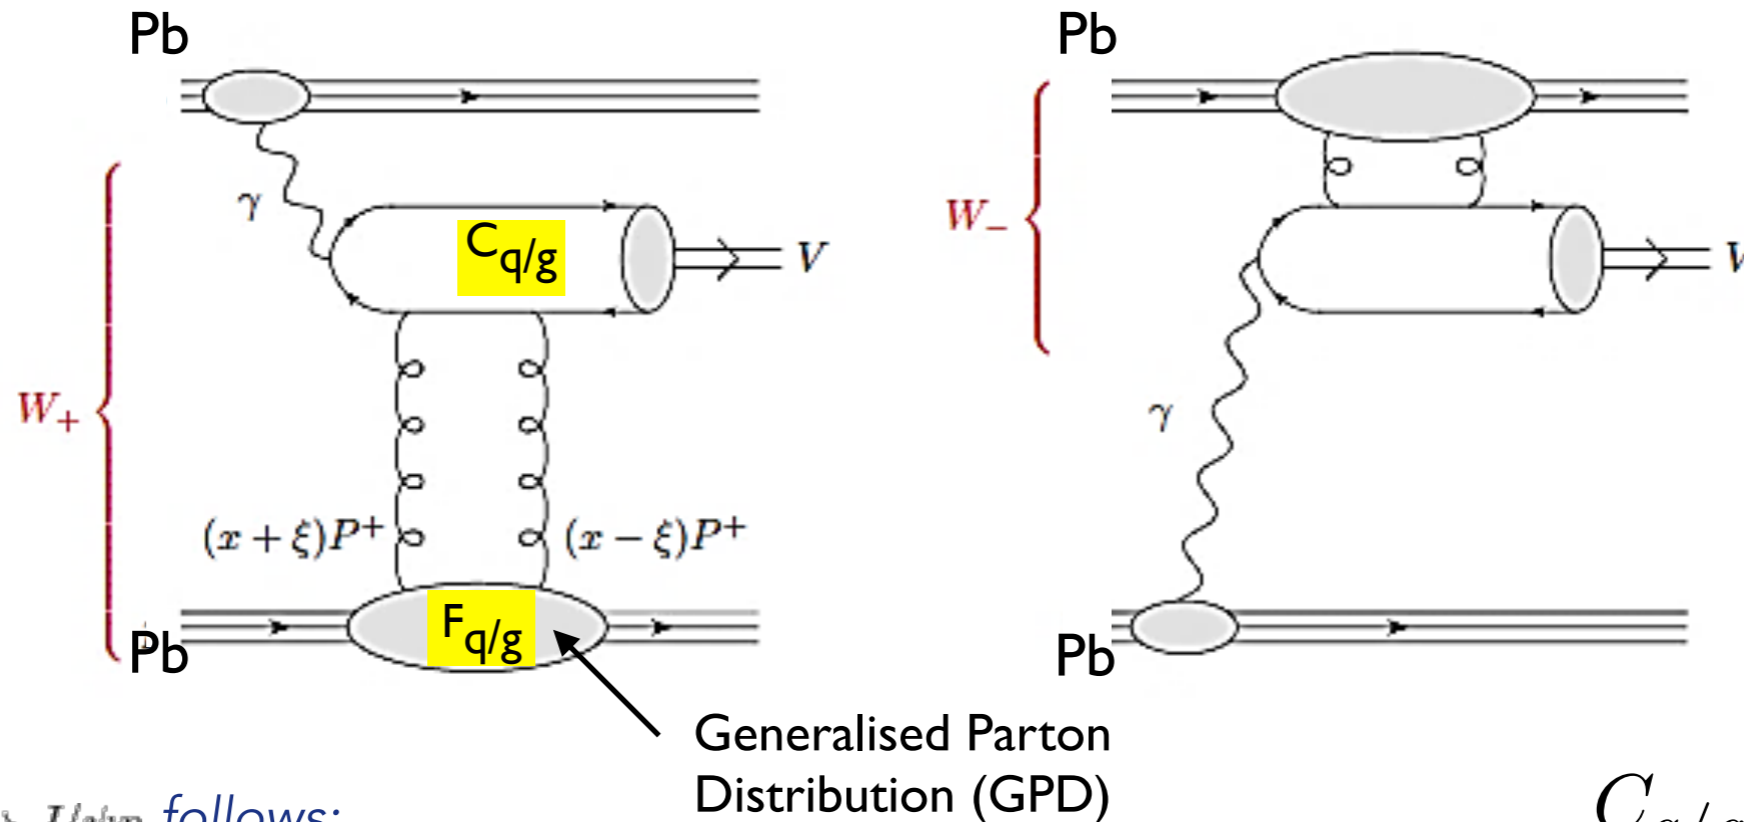 Pb
Pb
γ
C_{q/g}
V
W_−
V
W_+
γ
(x + ξ)P^+
(x − ξ)P^+
F_{q/g}
Pb
Pb
Generalised Parton
Distribution (GPD)
follows: